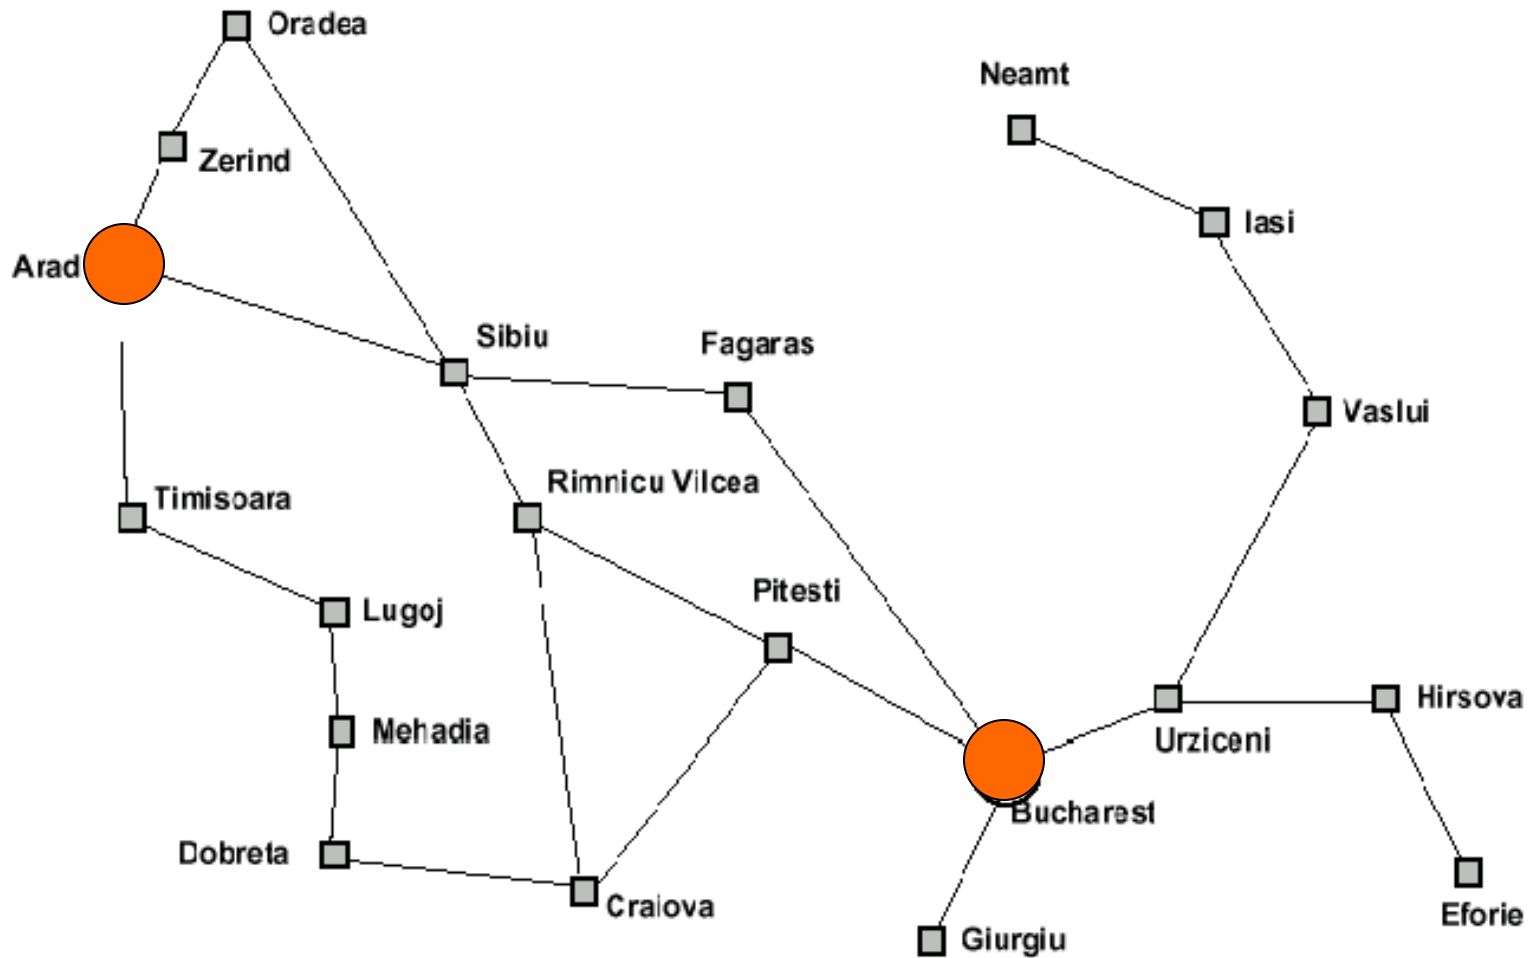 Oradea
Neamt
Zerind
Iasi
Arad
Sibiu
Fagaras
Vaslui
Rimnicu Vilcea
Timisoara
Pitesti
Lugoj
Hirsova
Mehadia
Urziceni
Bucharest
Dobreta
Craiova
Eforie
Giurgiu